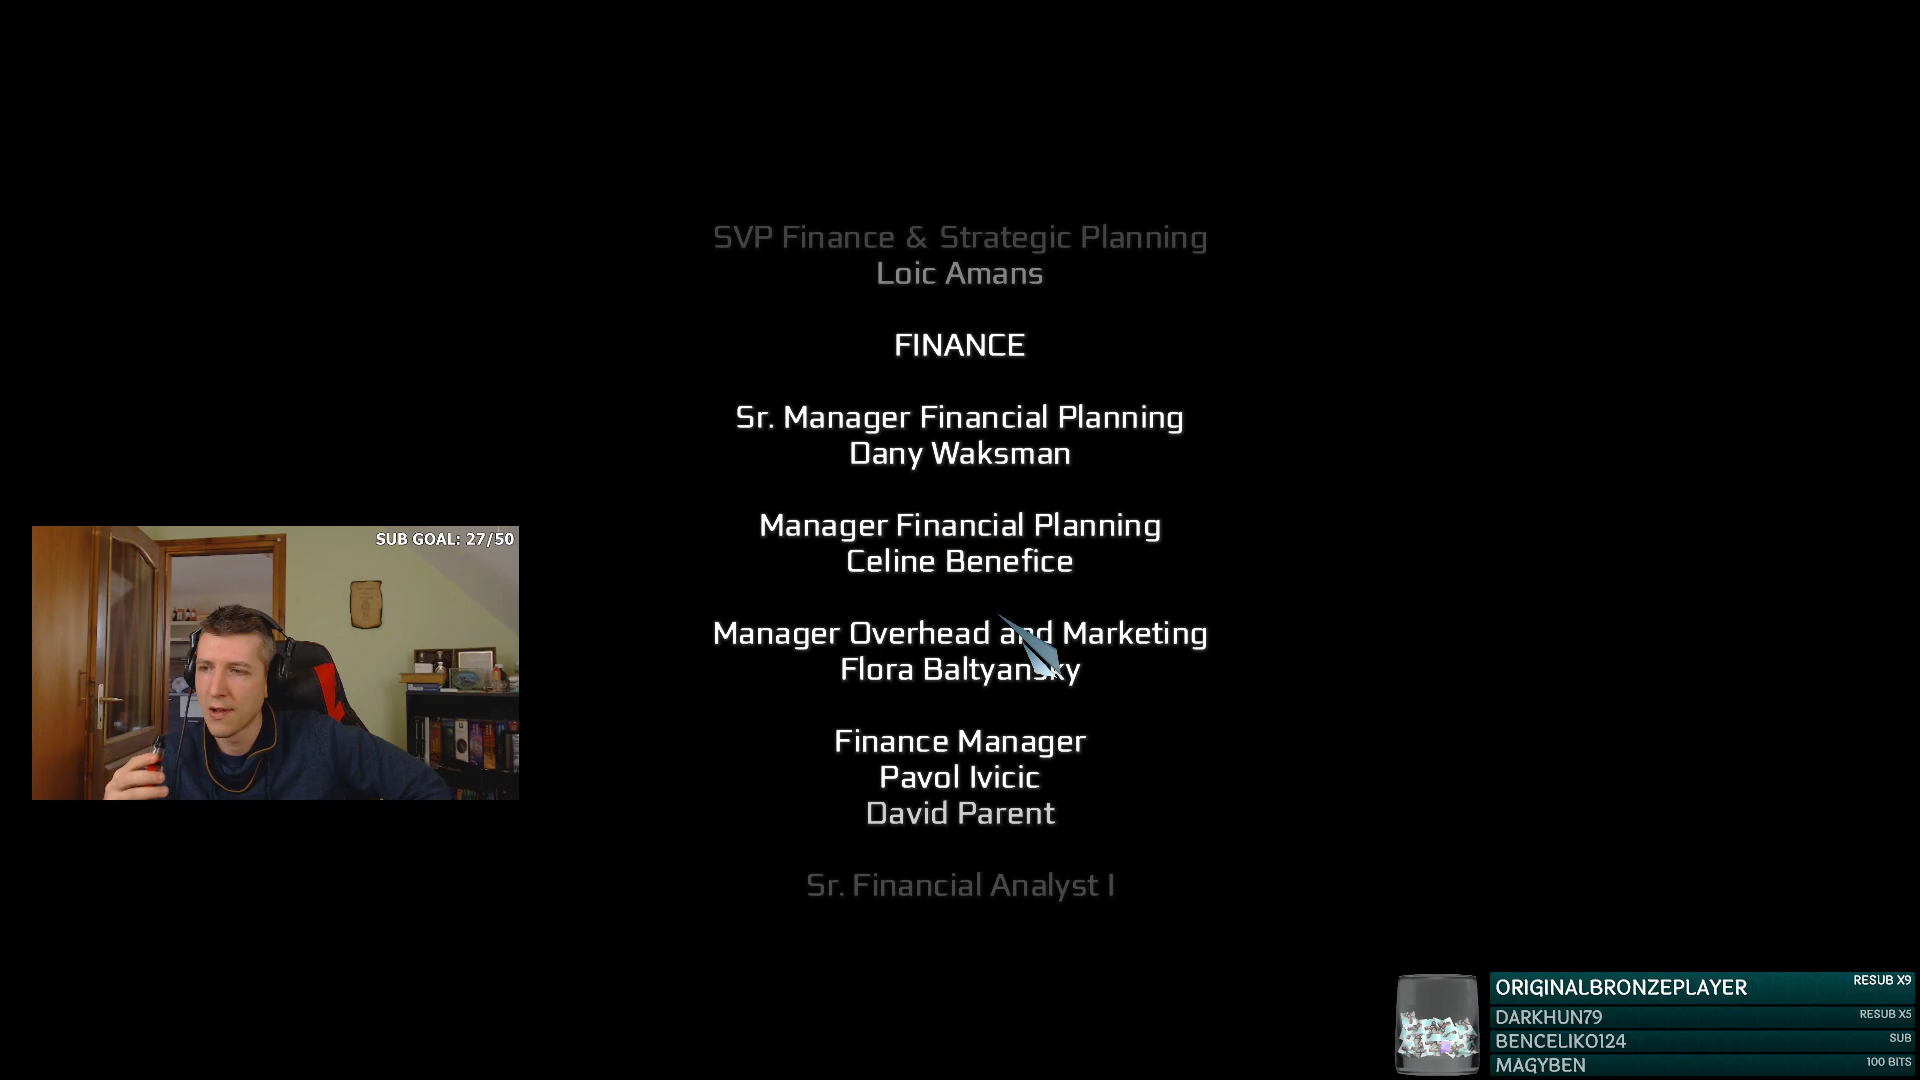 SVP Finance & Strategic Planning
Loic Amans
FINANCE
Sr. Manager Financial Planning
Dany Waksman
Manager Financial Planning
Celine Benefice
Manager Overhead and Marketing
Flora Baltyansky
Finance Manager
Pavol Ivicic
David Parent
Sr. Financial Analyst I
SUB GOAL: 27/50
ORIGINALBRONZEPLAYER RESUB X9
DARKHUN79 RESUB X5
BENCELIKO124 SUB
MAGYBEN 100 BITS